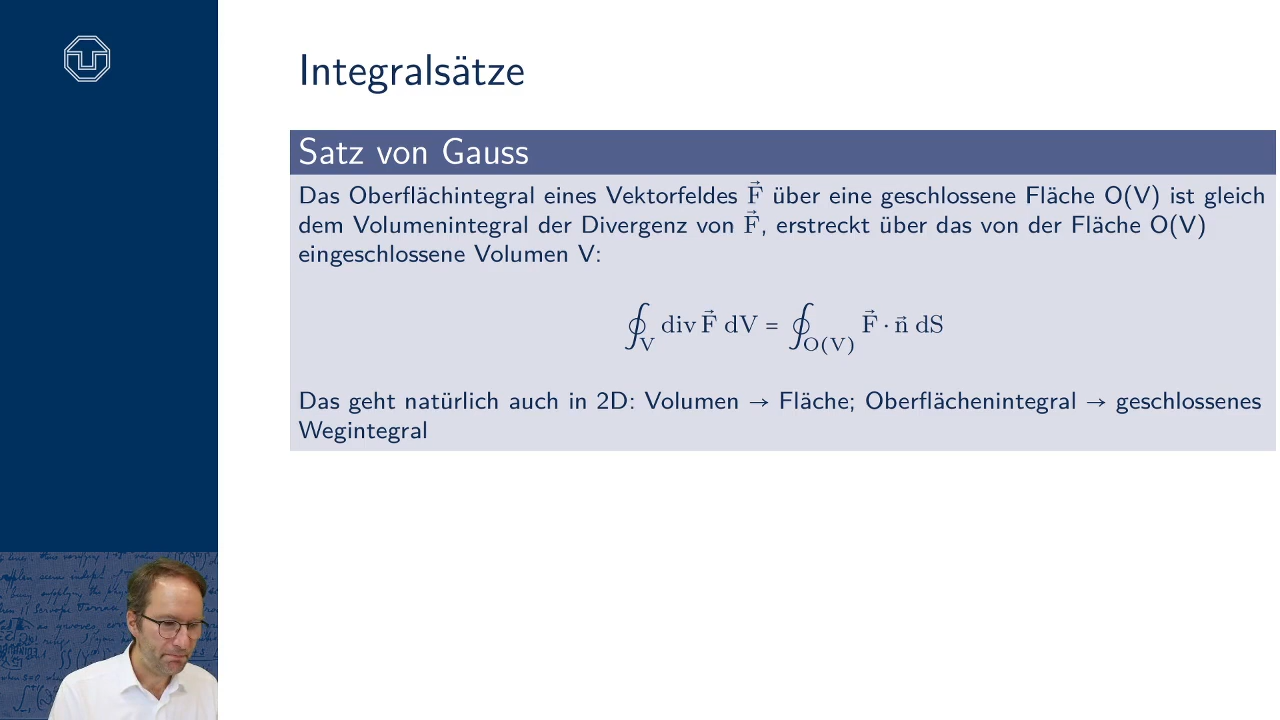 Integralsätze
Satz von Gauss
Das Oberflächintegral eines Vektorfeldes F⃗ über eine geschlossene Fläche O(V) ist gleich
dem Volumenintegral der Divergenz von F⃗, erstreckt über das von der Fläche O(V)
eingeschlossene Volumen V:
∮_V div F⃗ dV = ∮_O(V) F⃗ · n⃗ dS
Das geht natürlich auch in 2D: Volumen → Fläche; Oberflächenintegral → geschlossenes
Wegintegral